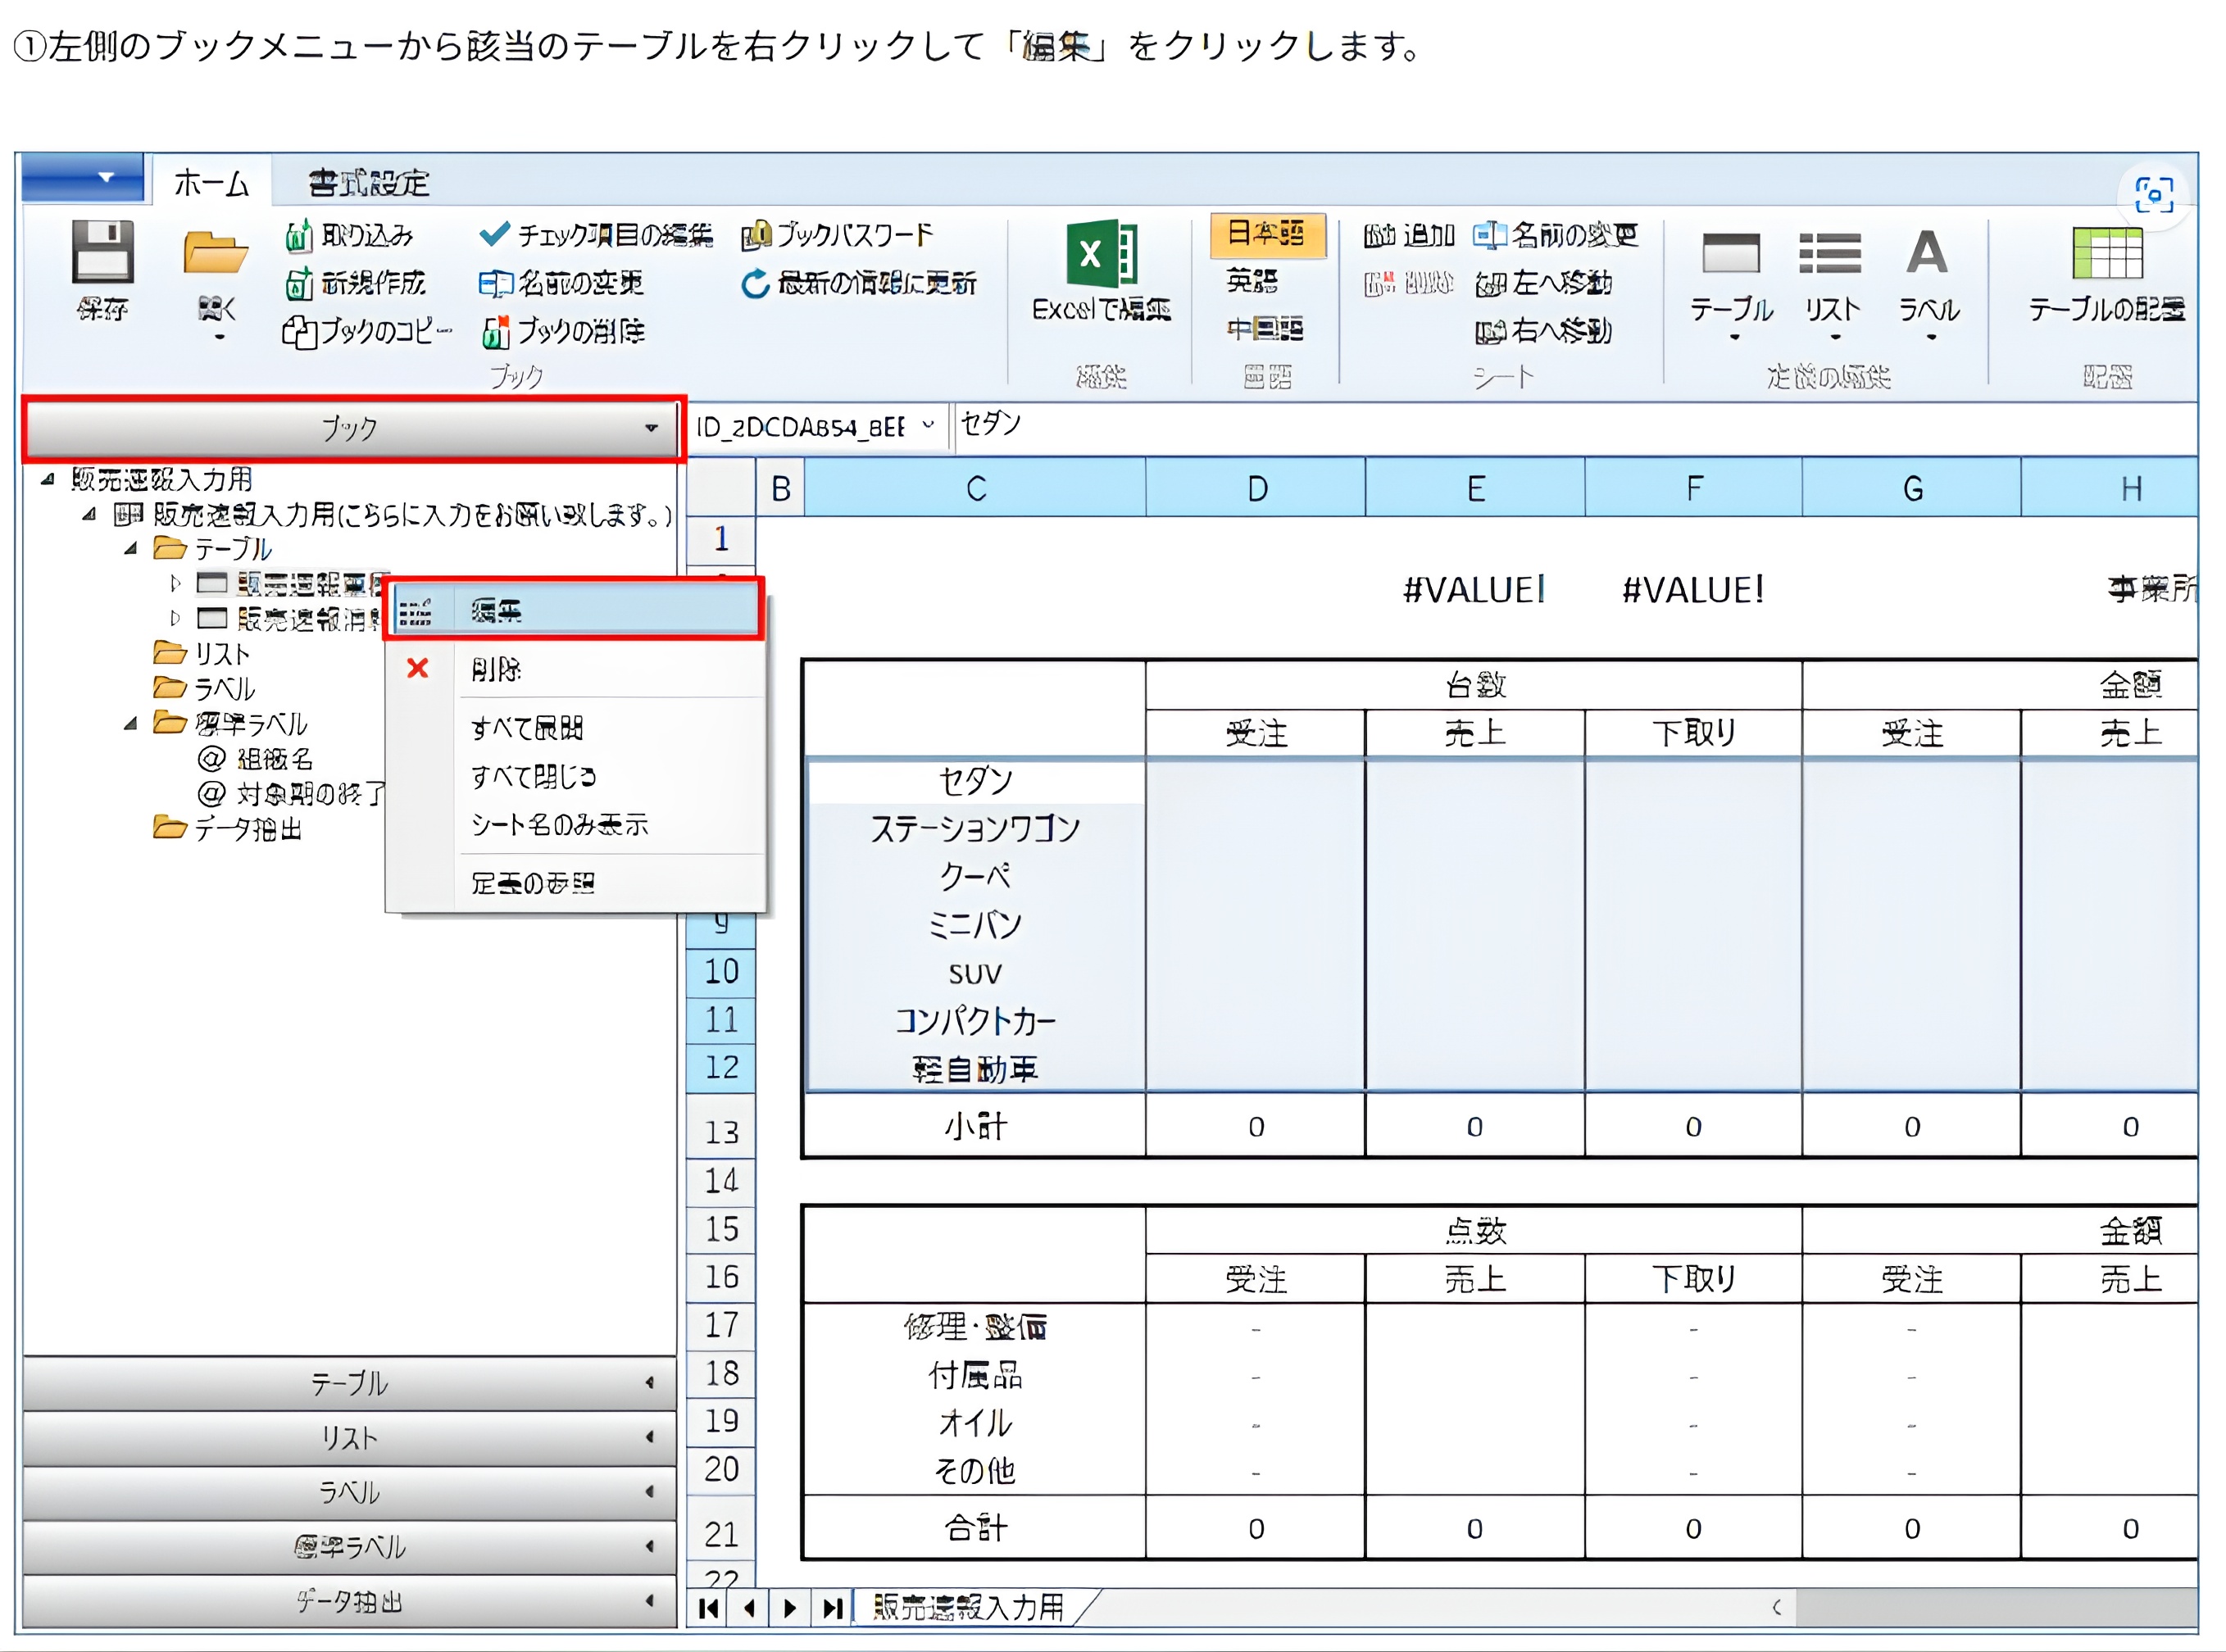 ①左側のブックメニューから該当のテーブルを右クリックして「編集」をクリックします。
ホーム 書式設定
保存
開く
取り込み
新規作成
ブックのコピー
チェック項目の編集
名前の変更
ブックの削除
ブックパスワード
最新の情報に更新
ブック
Excelで編集
編集
日本語
英語
中国語
言語
追加
削除
名前の変更
左へ移動
右へ移動
シート
テーブル
リスト
ラベル
定義の編集
テーブルの配置
配置
ブック
ID_2DCDA854_8EE
セダン
販売速報入力用
販売速報入力用(こちらに入力をお願い致します。)
テーブル
販売速報車
販売速報消
リスト
ラベル
標準ラベル
@ 組織名
@ 対象期の終了
データ抽出
編集
削除
すべて展開
すべて閉じる
シート名のみ表示
定義の参照
テーブル
リスト
ラベル
標準ラベル
データ抽出
B C D E F G H
1
#VALUE! #VALUE! 事業所
台数 金額
受注 売上 下取り 受注 売上
セダン
ステーションワゴン
クーペ
9 ミニバン
10 SUV
11 コンパクトカー
12 軽自動車
13 小計 0 0 0 0 0
14
15 点数 金額
16 受注 売上 下取り 受注 売上
17 修理・整備 - - -
18 付属品 - - -
19 オイル - - -
20 その他 - - -
21 合計 0 0 0 0 0
22
販売速報入力用